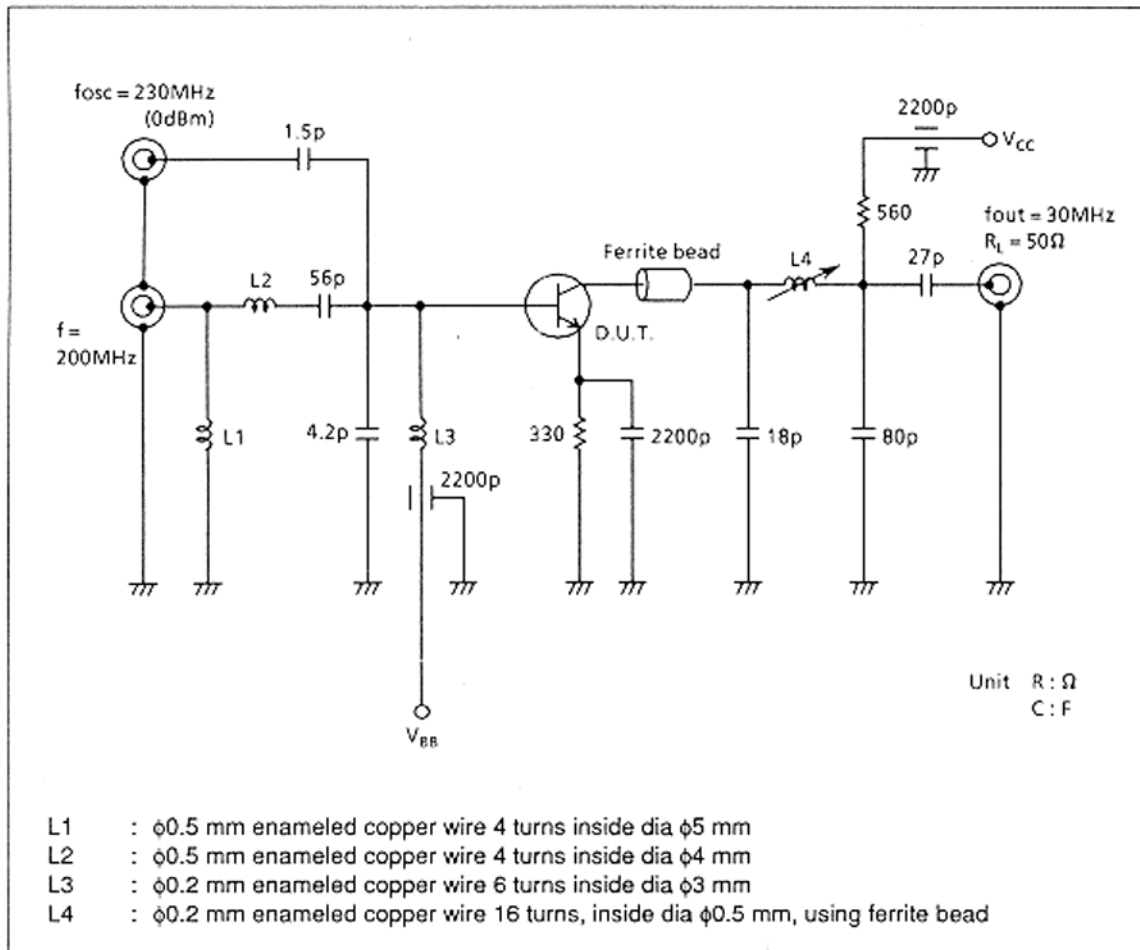 fosc = 230MHz
(0dBm)
1.5p
2200p
VCC
560
fout = 30MHz
RL = 50Ω
Ferrite bead
L4
27p
L2
56p
D.U.T.
f =
200MHz
L1
4.2p
L3
330
2200p
18p
80p
2200p
VBB
Unit R : Ω
C : F
L1 : ϕ0.5 mm enameled copper wire 4 turns inside dia ϕ5 mm
L2 : ϕ0.5 mm enameled copper wire 4 turns inside dia ϕ4 mm
L3 : ϕ0.2 mm enameled copper wire 6 turns inside dia ϕ3 mm
L4 : ϕ0.2 mm enameled copper wire 16 turns, inside dia ϕ0.5 mm, using ferrite bead